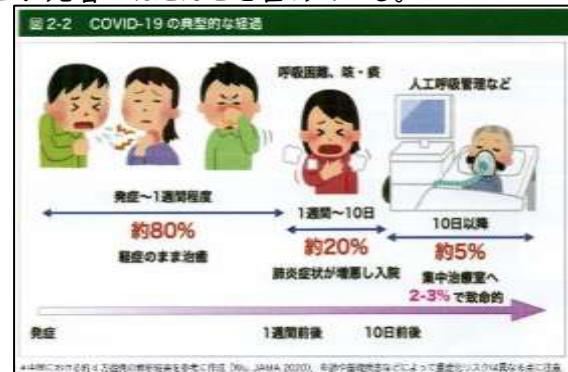 図 2-2 COVID-19 の典型的な経過
呼吸困難、咳・痰
人工呼吸管理など
発症～1週間程度
約80%
軽症のまま治癒
1週間～10日
約20%
肺炎症状が増悪し入院
10日以降
約5%
集中治療室へ
2-3% で致命的
発症
1週間前後
10日前後